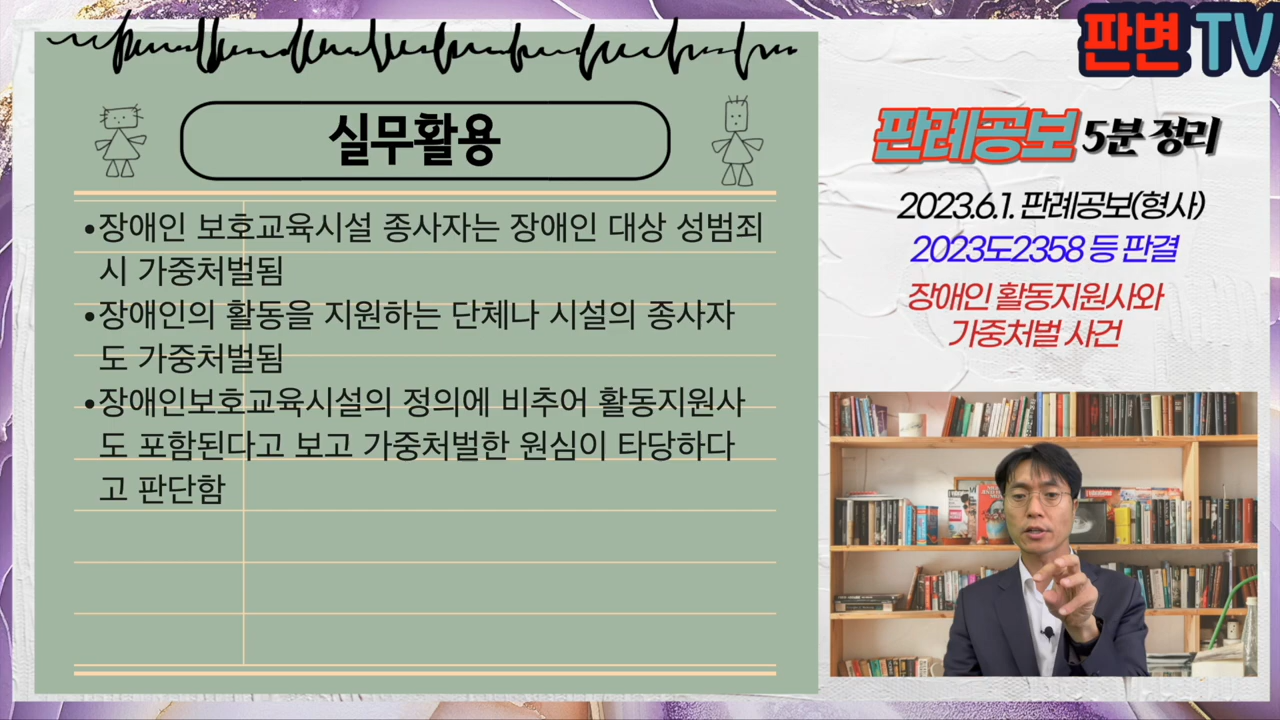 판변 TV
실무활용
•장애인 보호교육시설 종사자는 장애인 대상 성범죄
시 가중처벌됨
•장애인의 활동을 지원하는 단체나 시설의 종사자
도 가중처벌됨
•장애인보호교육시설의 정의에 비추어 활동지원사
도 포함된다고 보고 가중처벌한 원심이 타당하다
고 판단함
판례공보 5분 정리
2023.6.1. 판례공보(형사)
2023도2358 등 판결
장애인 활동지원사와
가중처벌 사건